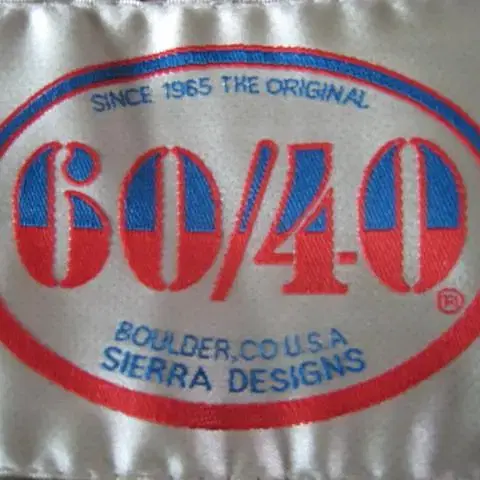 SINCE 1965 THE ORIGINAL
60/40
®
BOULDER,CO U.S.A
SIERRA DESIGNS